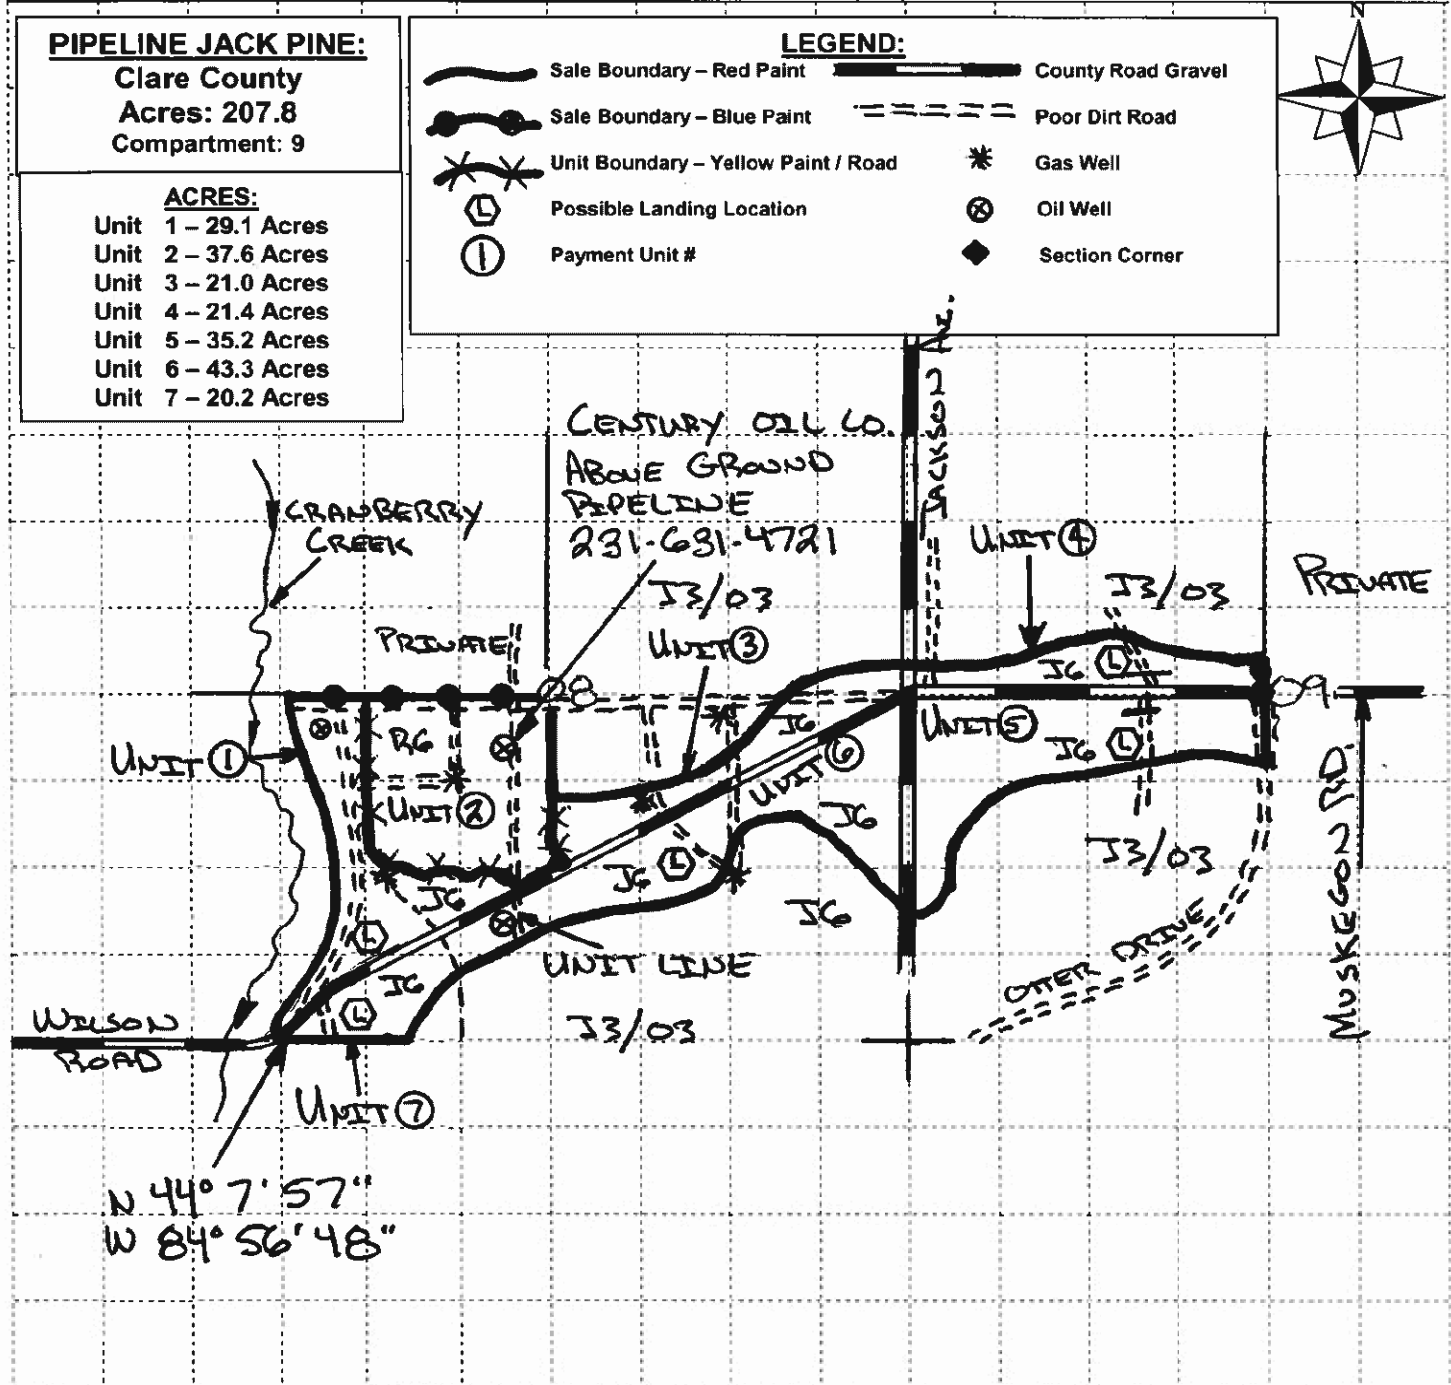 N
PIPELINE JACK PINE:
Clare County
Acres: 207.8
Compartment: 9
ACRES:
Unit 1 – 29.1 Acres
Unit 2 – 37.6 Acres
Unit 3 – 21.0 Acres
Unit 4 – 21.4 Acres
Unit 5 – 35.2 Acres
Unit 6 – 43.3 Acres
Unit 7 – 20.2 Acres
LEGEND:
Sale Boundary – Red Paint
County Road Gravel
Sale Boundary – Blue Paint
Poor Dirt Road
Unit Boundary – Yellow Paint / Road
Gas Well
L
Possible Landing Location
Oil Well
1
Payment Unit #
Section Corner
JACKSON AVE.
CENTURY OIL CO.
ABOVE GROUND
PIPELINE
231-631-4721
CRANBERRY
CREEK
UNIT 4
J3/03
PRIVATE
J3/03
PRIVATE
UNIT 3
J6
L
08
09
R6
J6
UNIT 5
J6
L
UNIT 1
UNIT 6
UNIT 2
J6
MUSKEGON RD.
J3/03
J6
J6
L
J6
L
UNIT LINE
OTTER DRIVE
J6
L
J3/03
WILSON
ROAD
UNIT 7
N 44° 7' 57"
W 84° 56' 48"